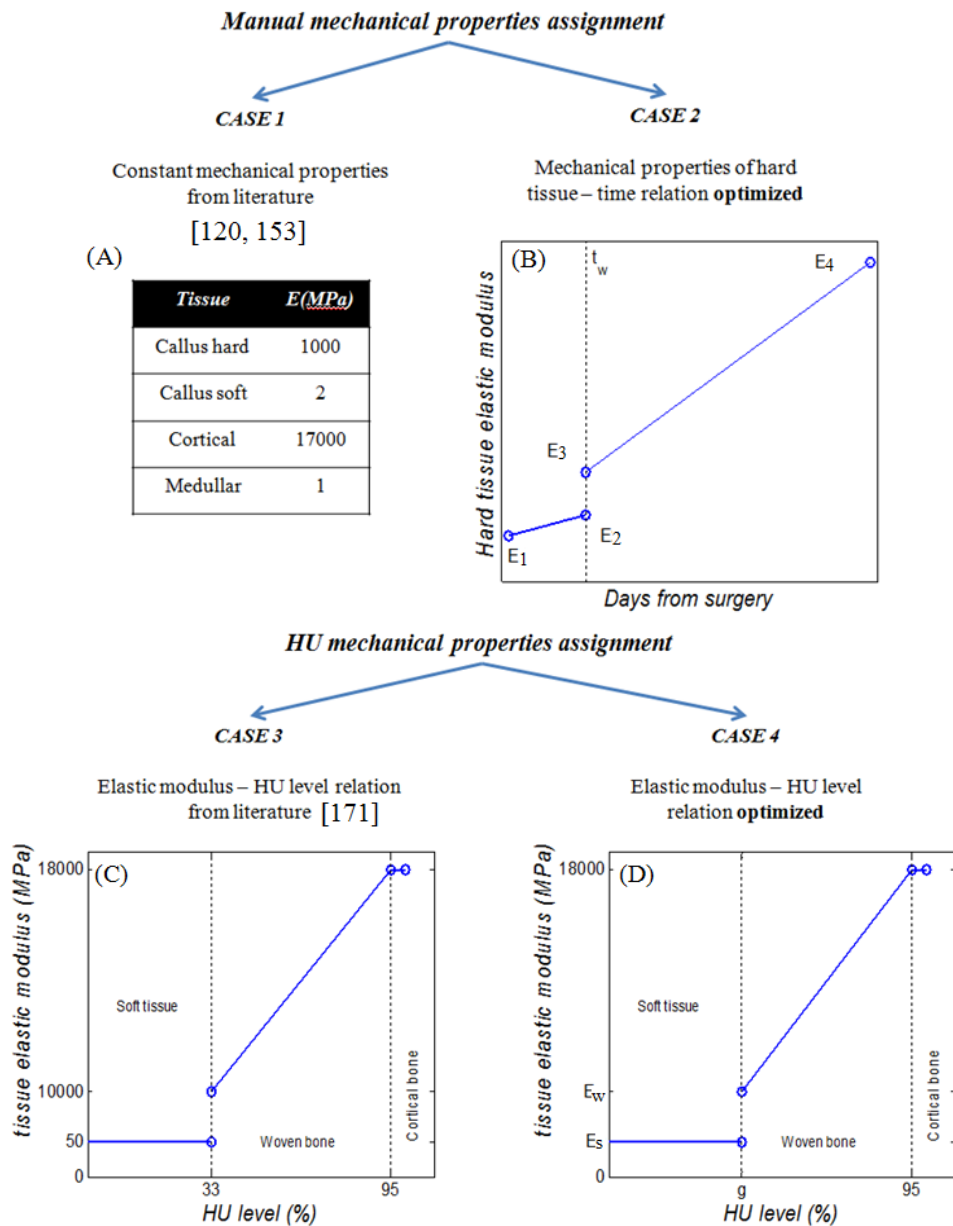 Manual mechanical properties assignment
CASE 1
CASE 2
Constant mechanical properties
from literature
[120, 153]
Mechanical properties of hard
tissue – time relation optimized
(A)
Tissue E(MPa)
Callus hard 1000
Callus soft 2
Cortical 17000
Medullar 1
(B)
t_w
E4
E3
E2
E1
Hard tissue elastic modulus
Days from surgery
HU mechanical properties assignment
CASE 3
CASE 4
Elastic modulus – HU level relation
from literature [171]
Elastic modulus – HU level
relation optimized
(C)
18000
10000
50
0
tissue elastic modulus (MPa)
Soft tissue
Woven bone
Cortical bone
33
95
HU level (%)
(D)
18000
Ew
Es
0
tissue elastic modulus (MPa)
Soft tissue
Woven bone
Cortical bone
g
95
HU level (%)